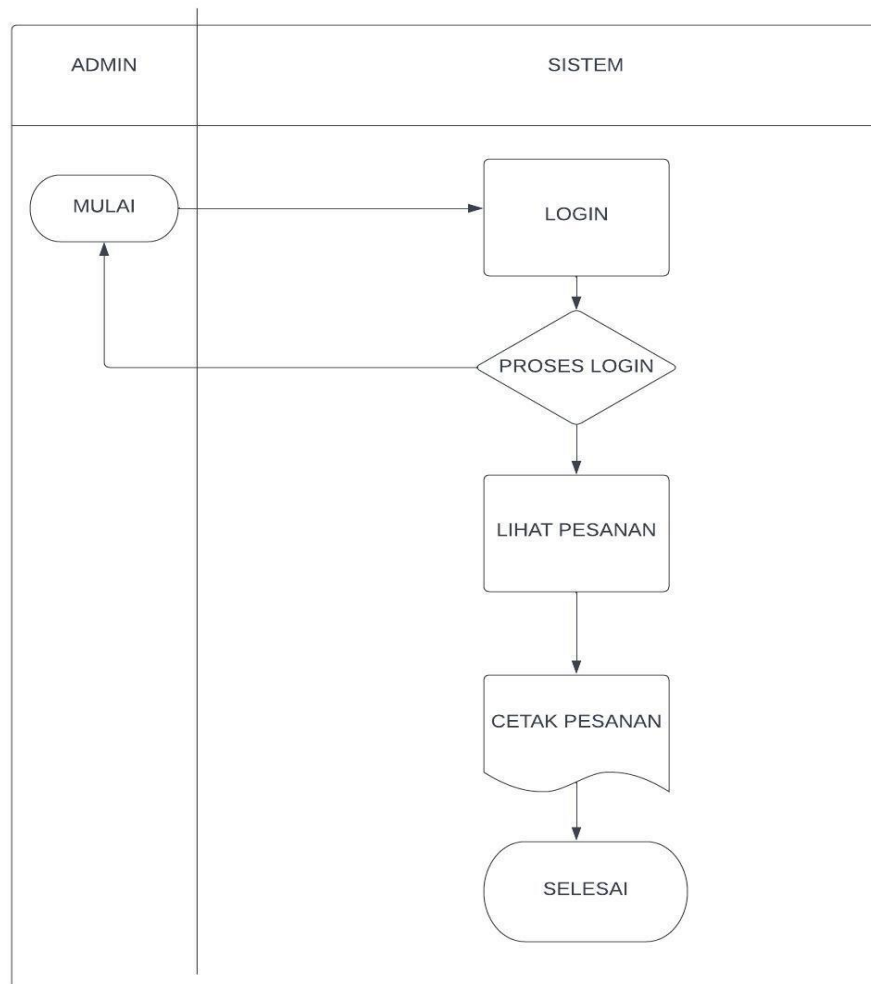 ADMIN
SISTEM
MULAI
LOGIN
PROSES LOGIN
LIHAT PESANAN
CETAK PESANAN
SELESAI